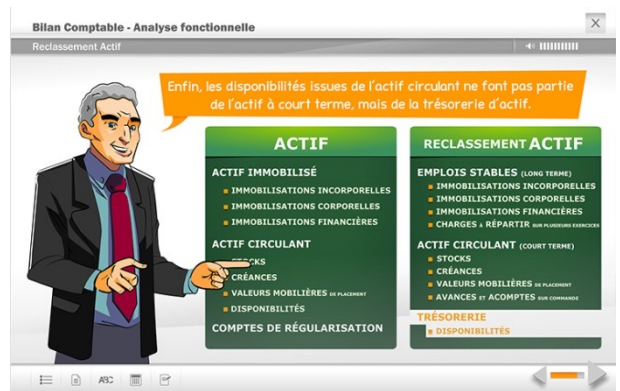 Bilan Comptable - Analyse fonctionnelle
X
Reclassement Actif
Enfin, les disponibilités issues de l'actif circulant ne font pas partie
de l'actif à court terme, mais de la trésorerie d'actif.
ACTIF
ACTIF IMMOBILISÉ
IMMOBILISATIONS INCORPORELLES
IMMOBILISATIONS CORPORELLES
IMMOBILISATIONS FINANCIÈRES
ACTIF CIRCULANT
STOCKS
CRÉANCES
VALEURS MOBILIÈRES DE PLACEMENT
DISPONIBILITÉS
COMPTES DE RÉGULARISATION
RECLASSEMENT ACTIF
EMPLOIS STABLES (LONG TERME)
IMMOBILISATIONS INCORPORELLES
IMMOBILISATIONS CORPORELLES
IMMOBILISATIONS FINANCIÈRES
CHARGES À RÉPARTIR SUR PLUSIEURS EXERCICES
ACTIF CIRCULANT (COURT TERME)
STOCKS
CRÉANCES
VALEURS MOBILIÈRES DE PLACEMENT
AVANCES ET ACOMPTES SUR COMMANDE
TRÉSORERIE
DISPONIBILITÉS
ABC